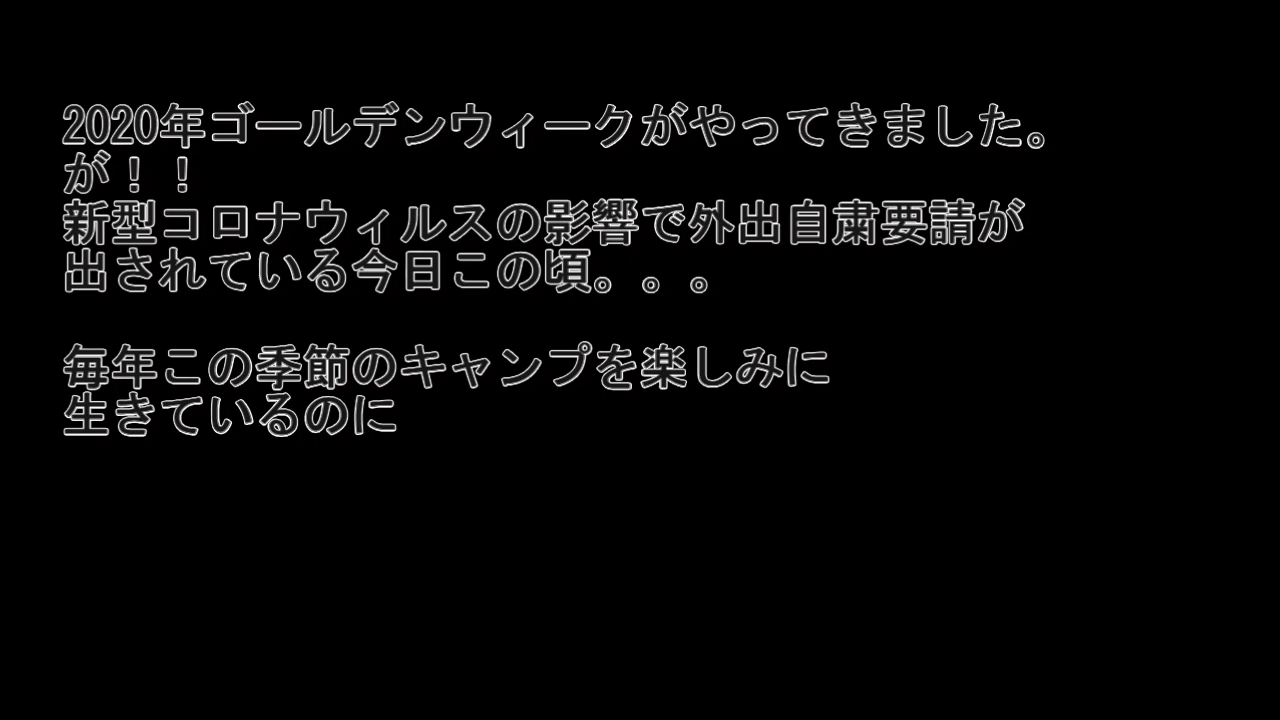 2020年ゴールデンウィークがやってきました。
が！！
新型コロナウィルスの影響で外出自粛要請が
出されている今日この頃。。。
毎年この季節のキャンプを楽しみに
生きているのに